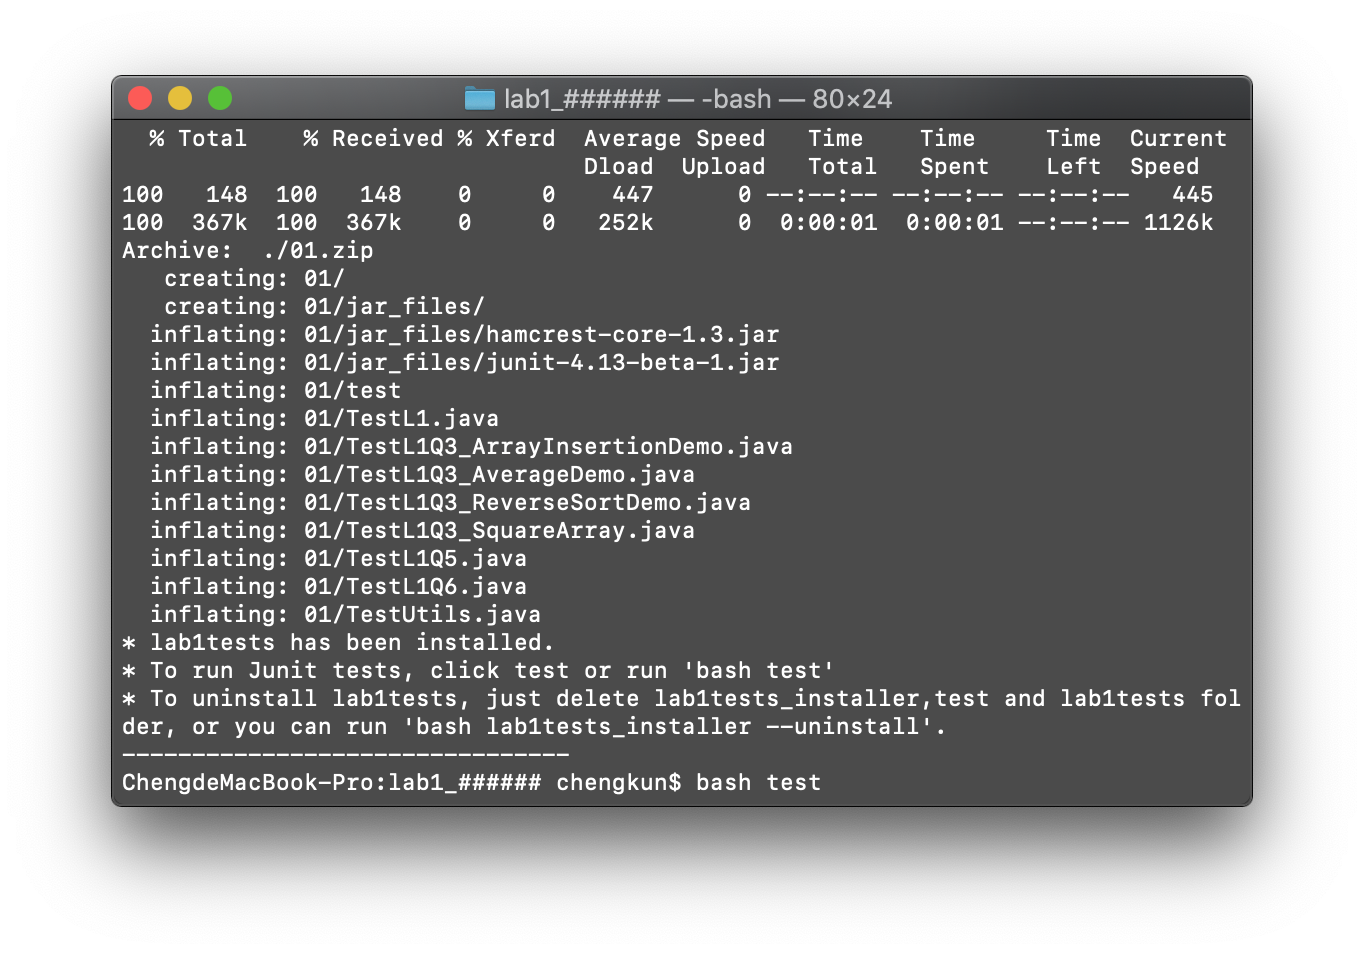 lab1_###### — -bash — 80×24
  % Total    % Received % Xferd  Average Speed   Time    Time     Time  Current
                                 Dload  Upload   Total   Spent    Left  Speed
100   148  100   148    0     0    447      0 --:--:-- --:--:-- --:--:--   445
100  367k  100  367k    0     0   252k      0  0:00:01  0:00:01 --:--:-- 1126k
Archive:  ./01.zip
   creating: 01/
   creating: 01/jar_files/
  inflating: 01/jar_files/hamcrest-core-1.3.jar
  inflating: 01/jar_files/junit-4.13-beta-1.jar
  inflating: 01/test
  inflating: 01/TestL1.java
  inflating: 01/TestL1Q3_ArrayInsertionDemo.java
  inflating: 01/TestL1Q3_AverageDemo.java
  inflating: 01/TestL1Q3_ReverseSortDemo.java
  inflating: 01/TestL1Q3_SquareArray.java
  inflating: 01/TestL1Q5.java
  inflating: 01/TestL1Q6.java
  inflating: 01/TestUtils.java
* lab1tests has been installed.
* To run Junit tests, click test or run 'bash test'
* To uninstall lab1tests, just delete lab1tests_installer,test and lab1tests fol
der, or you can run 'bash lab1tests_installer --uninstall'.
--------------------------------
ChengdeMacBook-Pro:lab1_###### chengkun$ bash test